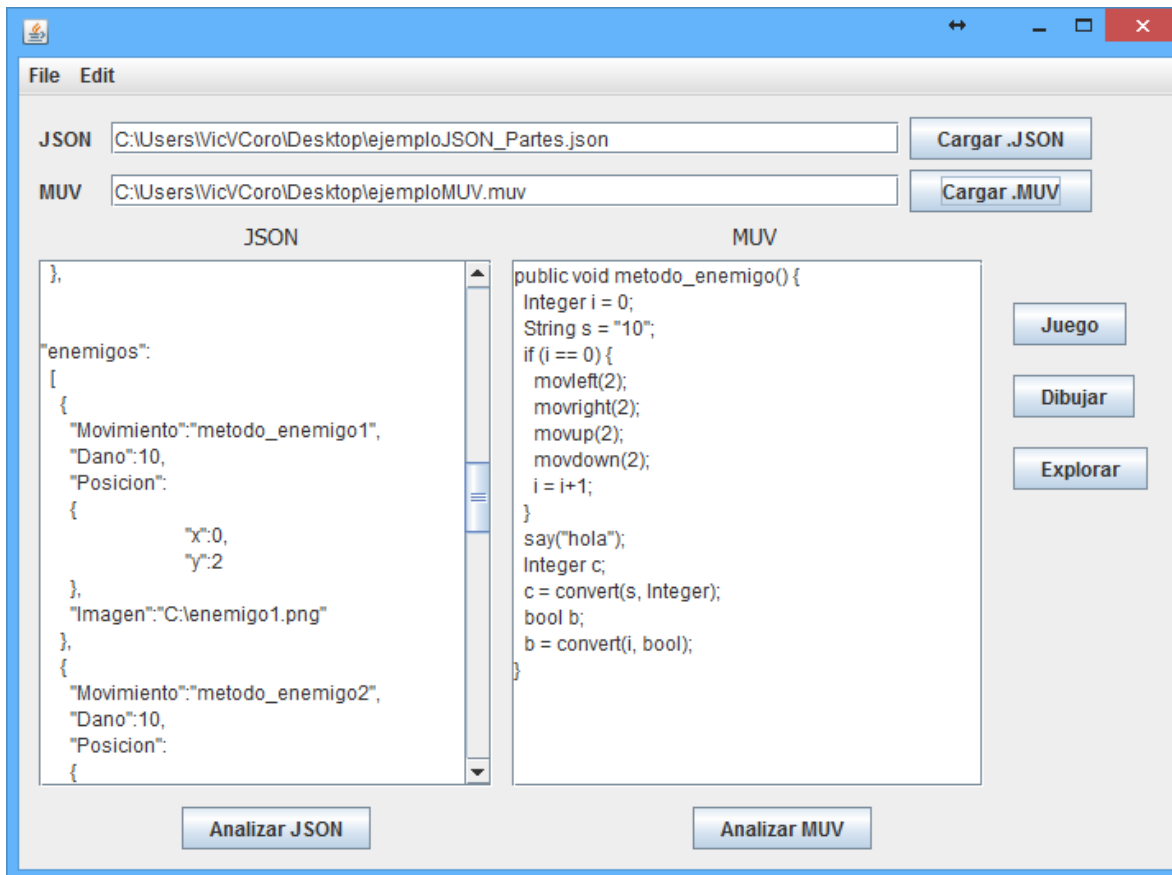 File Edit
JSON C:\Users\VicVCoro\Desktop\ejemploJSON_Partes.json Cargar .JSON
MUV C:\Users\VicVCoro\Desktop\ejemploMUV.muv Cargar .MUV
JSON
},
"enemigos":
[
{
"Movimiento":"metodo_enemigo1",
"Dano":10,
"Posicion":
{
"x":0,
"y":2
},
"Imagen":"C:\enemigo1.png"
},
{
"Movimiento":"metodo_enemigo2",
"Dano":10,
"Posicion":
{
Analizar JSON
MUV
public void metodo_enemigo() {
Integer i = 0;
String s = "10";
if (i == 0) {
movleft(2);
movright(2);
movup(2);
movdown(2);
i = i+1;
}
say("hola");
Integer c;
c = convert(s, Integer);
bool b;
b = convert(i, bool);
}
Analizar MUV
Juego
Dibujar
Explorar